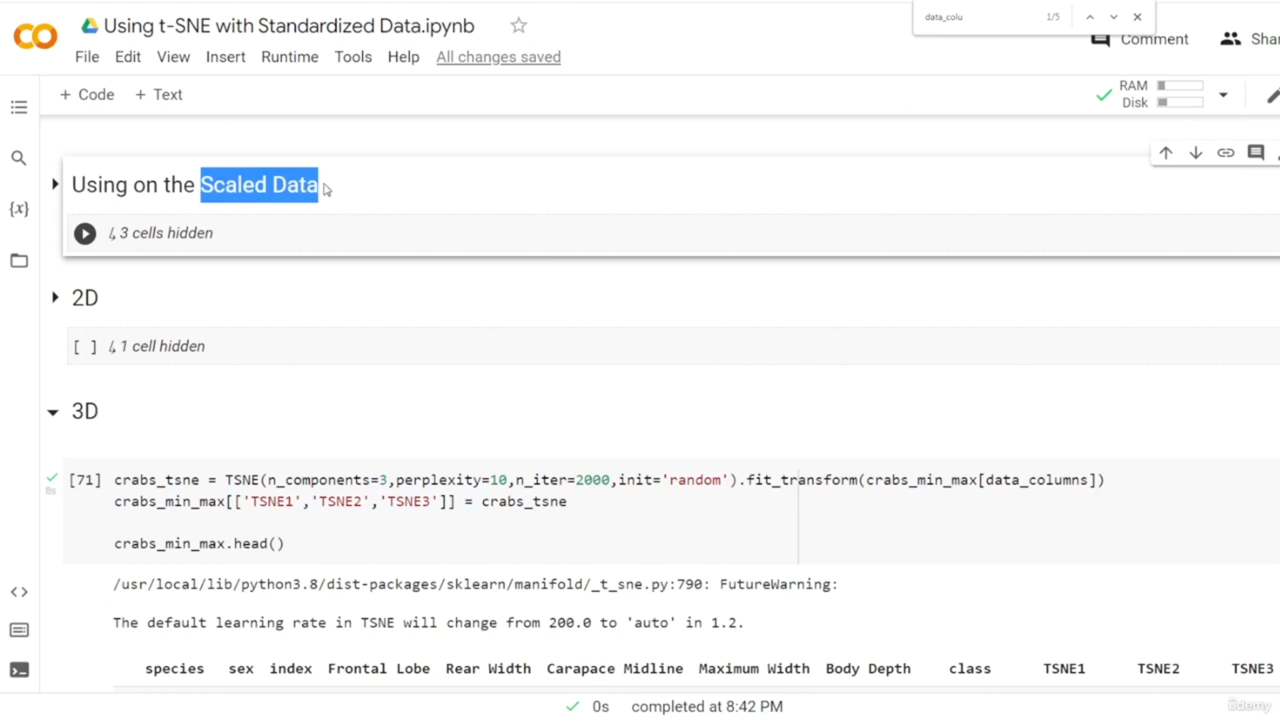 Using t-SNE with Standardized Data.ipynb
data_colu 1/5
File Edit View Insert Runtime Tools Help All changes saved
Comment
+ Code + Text
RAM
Disk
Using on the Scaled Data
3 cells hidden
{x}
2D
[ ] 1 cell hidden
3D
[71] crabs_tsne = TSNE(n_components=3,perplexity=10,n_iter=2000,init='random').fit_transform(crabs_min_max[data_columns])
8s
crabs_min_max[['TSNE1','TSNE2','TSNE3']] = crabs_tsne
crabs_min_max.head()
/usr/local/lib/python3.8/dist-packages/sklearn/manifold/_t_sne.py:790: FutureWarning:
The default learning rate in TSNE will change from 200.0 to 'auto' in 1.2.
species sex index Frontal Lobe Rear Width Carapace Midline Maximum Width Body Depth class TSNE1 TSNE2 TSNE3
0s completed at 8:42 PM
ûdemy